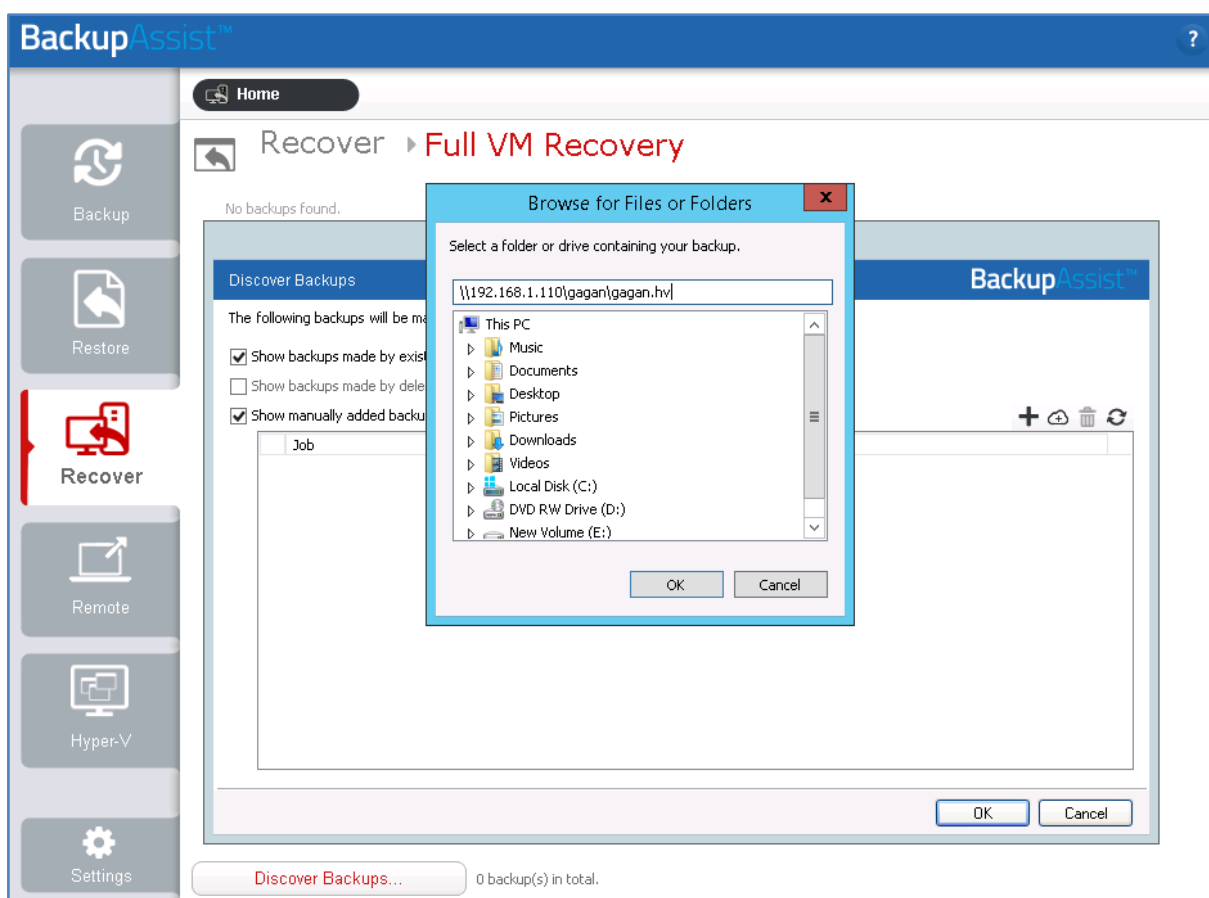 BackupAssist™
?
Home
Recover Full VM Recovery
Backup
No backups found.
Browse for Files or Folders
x
Select a folder or drive containing your backup.
Discover Backups
BackupAssist™
\\192.168.1.110\gagan\gagan.hv
The following backups will be ma
This PC
Music
Restore
Show backups made by exist
Documents
Show backups made by dele
Desktop
Show manually added backu
Pictures
Downloads
Job
Videos
Recover
Local Disk (C:)
DVD RW Drive (D:)
New Volume (E:)
OK Cancel
Remote
Hyper-V
OK Cancel
Settings
Discover Backups... 0 backup(s) in total.